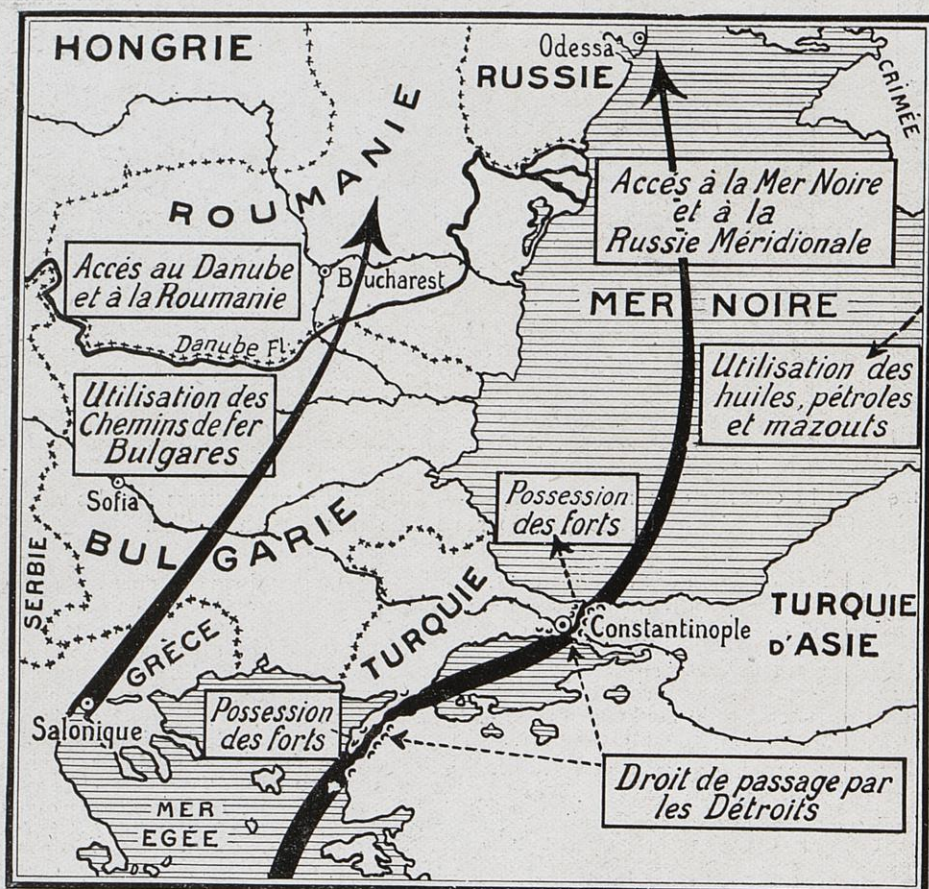 HONGRIE
Odessa
RUSSIE
CRIMÉE
ROUMANIE
Accès à la Mer Noire
et à la
Russie Méridionale
Accés au Danube
et à la Roumanie
Bucharest
MER NOIRE
Danube Fl.
Utilisation des
huiles, pétroles
et mazouts
Utilisation des
Chemins de fer
Bulgares
Sofia
Possession
des forts
BULGARIE
SERBIE
TURQUIE
Constantinople
TURQUIE
D'ASIE
GRÈCE
Salonique
Possession
des forts
Droit de passage par
les Détroits
MER
EGÉE